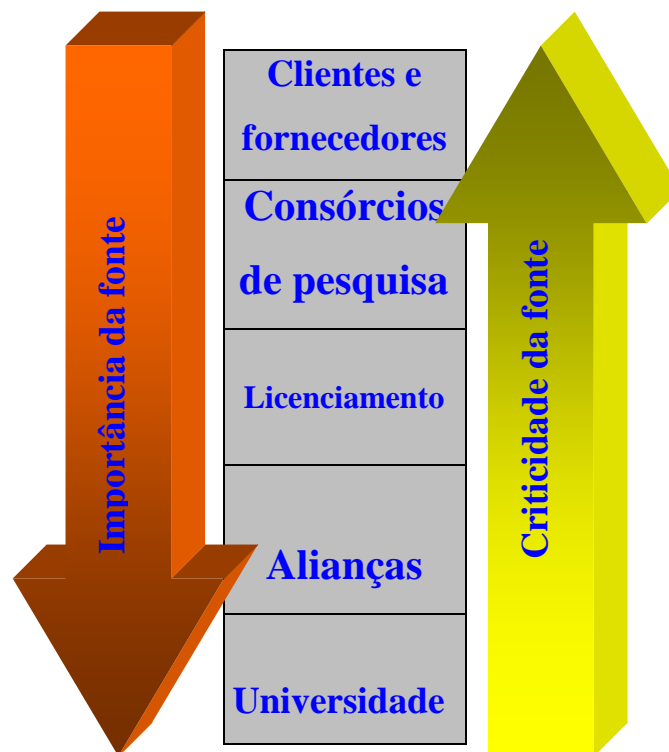 Clientes e
fornecedores
Consórcios
de pesquisa
Licenciamento
Alianças
Universidade
Importância da fonte
Criticidade da fonte